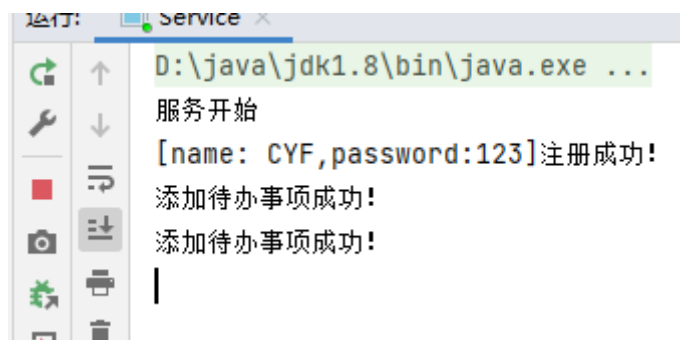 运行: Service ×
D:\java\jdk1.8\bin\java.exe ...
服务开始
[name: CYF,password:123]注册成功!
添加待办事项成功!
添加待办事项成功!